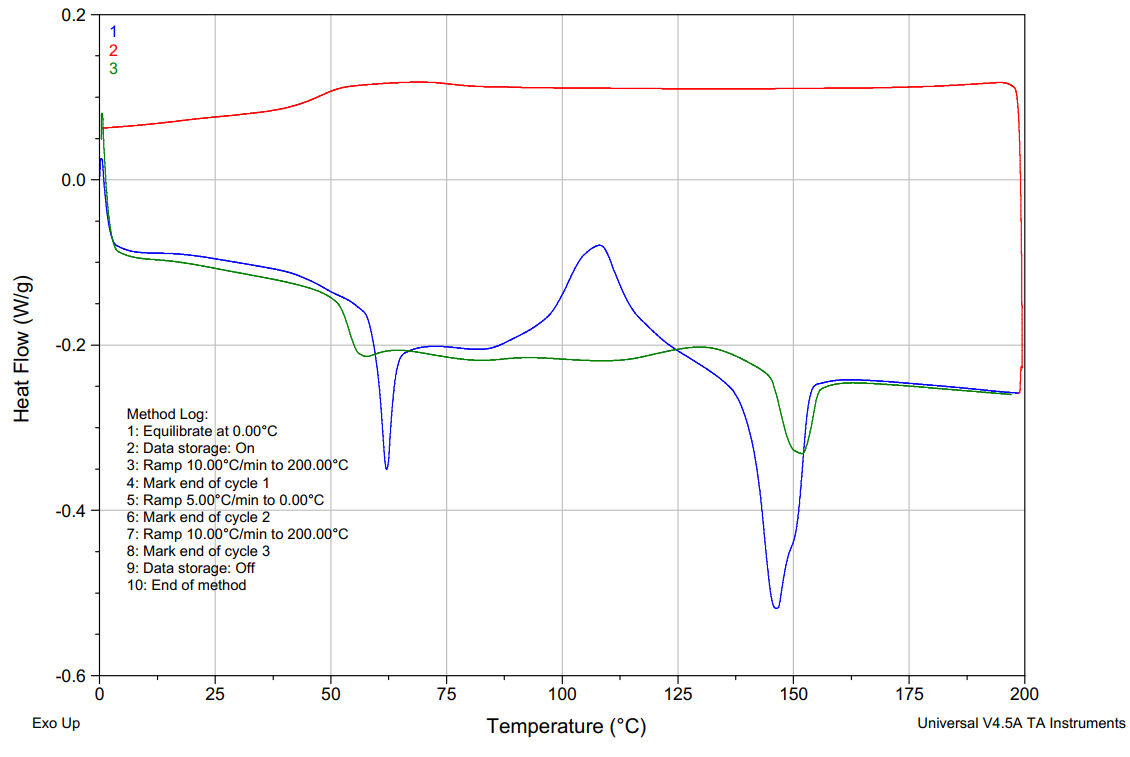 0.2
1
2
3
0.0
-0.2
-0.4
-0.6
Heat Flow (W/g)
Method Log:
1: Equilibrate at 0.00°C
2: Data storage: On
3: Ramp 10.00°C/min to 200.00°C
4: Mark end of cycle 1
5: Ramp 5.00°C/min to 0.00°C
6: Mark end of cycle 2
7: Ramp 10.00°C/min to 200.00°C
8: Mark end of cycle 3
9: Data storage: Off
10: End of method
0 25 50 75 100 125 150 175 200
Exo Up
Temperature (°C)
Universal V4.5A TA Instruments